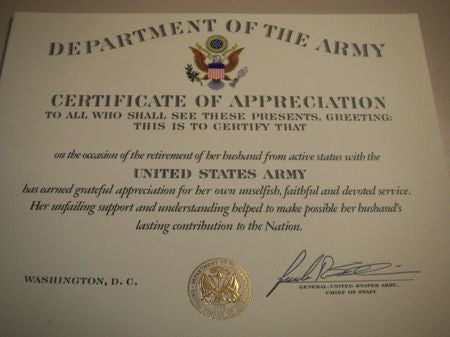 DEPARTMENT OF THE ARMY
CERTIFICATE OF APPRECIATION
TO ALL WHO SHALL SEE THESE PRESENTS, GREETING:
THIS IS TO CERTIFY THAT
on the occasion of the retirement of her husband from active status with the
UNITED STATES ARMY
has earned grateful appreciation for her own unselfish, faithful and devoted service.
Her unfailing support and understanding helped to make possible her husband's
lasting contribution to the Nation.
WASHINGTON, D. C.
GENERAL, UNITED STATES ARMY,
CHIEF OF STAFF